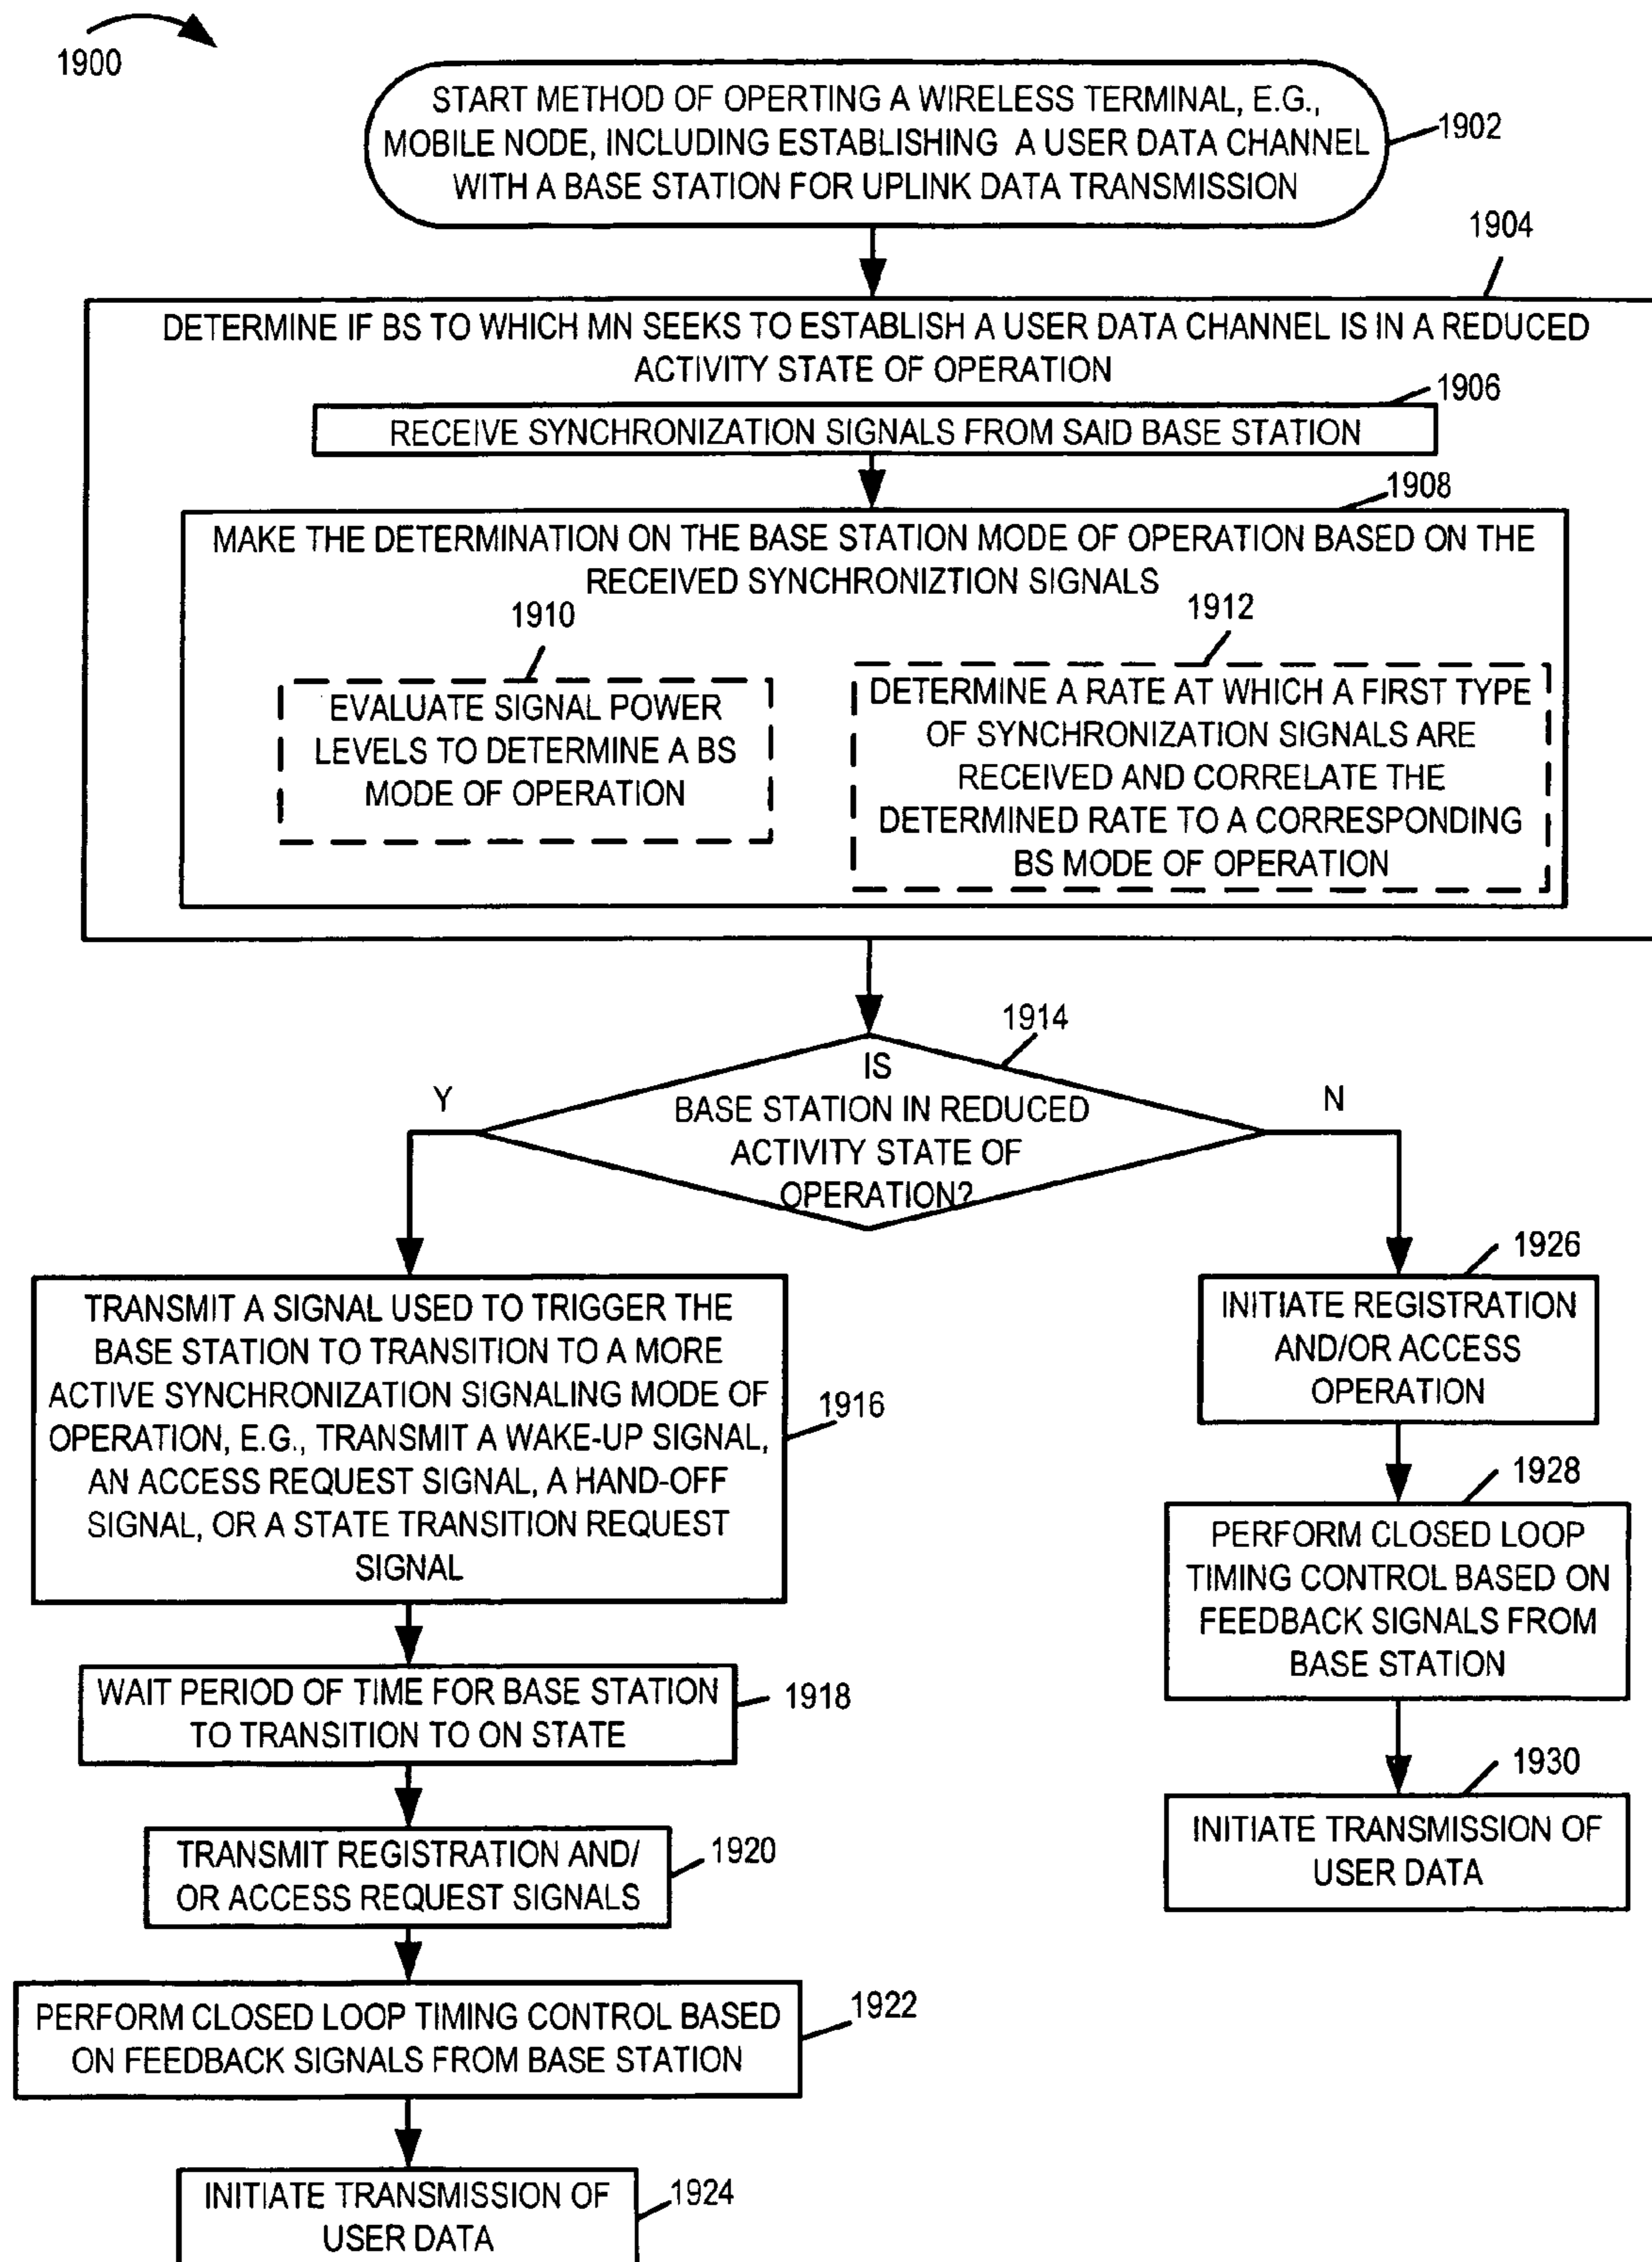 1900
START METHOD OF OPERTING A WIRELESS TERMINAL, E.G.,
MOBILE NODE, INCLUDING ESTABLISHING A USER DATA CHANNEL
WITH A BASE STATION FOR UPLINK DATA TRANSMISSION
1902
1904
DETERMINE IF BS TO WHICH MN SEEKS TO ESTABLISH A USER DATA CHANNEL IS IN A REDUCED
ACTIVITY STATE OF OPERATION
1906
RECEIVE SYNCHRONIZATION SIGNALS FROM SAID BASE STATION
1908
MAKE THE DETERMINATION ON THE BASE STATION MODE OF OPERATION BASED ON THE
RECEIVED SYNCHRONIZTION SIGNALS
1910
EVALUATE SIGNAL POWER
LEVELS TO DETERMINE A BS
MODE OF OPERATION
1912
DETERMINE A RATE AT WHICH A FIRST TYPE
OF SYNCHRONIZATION SIGNALS ARE
RECEIVED AND CORRELATE THE
DETERMINED RATE TO A CORRESPONDING
BS MODE OF OPERATION
1914
IS
BASE STATION IN REDUCED
ACTIVITY STATE OF
OPERATION?
Y
N
TRANSMIT A SIGNAL USED TO TRIGGER THE
BASE STATION TO TRANSITION TO A MORE
ACTIVE SYNCHRONIZATION SIGNALING MODE OF
OPERATION, E.G., TRANSMIT A WAKE-UP SIGNAL,
AN ACCESS REQUEST SIGNAL, A HAND-OFF
SIGNAL, OR A STATE TRANSITION REQUEST
SIGNAL
1916
WAIT PERIOD OF TIME FOR BASE STATION
TO TRANSITION TO ON STATE
1918
TRANSMIT REGISTRATION AND/
OR ACCESS REQUEST SIGNALS
1920
PERFORM CLOSED LOOP TIMING CONTROL BASED
ON FEEDBACK SIGNALS FROM BASE STATION
1922
INITIATE TRANSMISSION OF
USER DATA
1924
1926
INITIATE REGISTRATION
AND/OR ACCESS
OPERATION
1928
PERFORM CLOSED LOOP
TIMING CONTROL BASED ON
FEEDBACK SIGNALS FROM
BASE STATION
1930
INITIATE TRANSMISSION OF
USER DATA